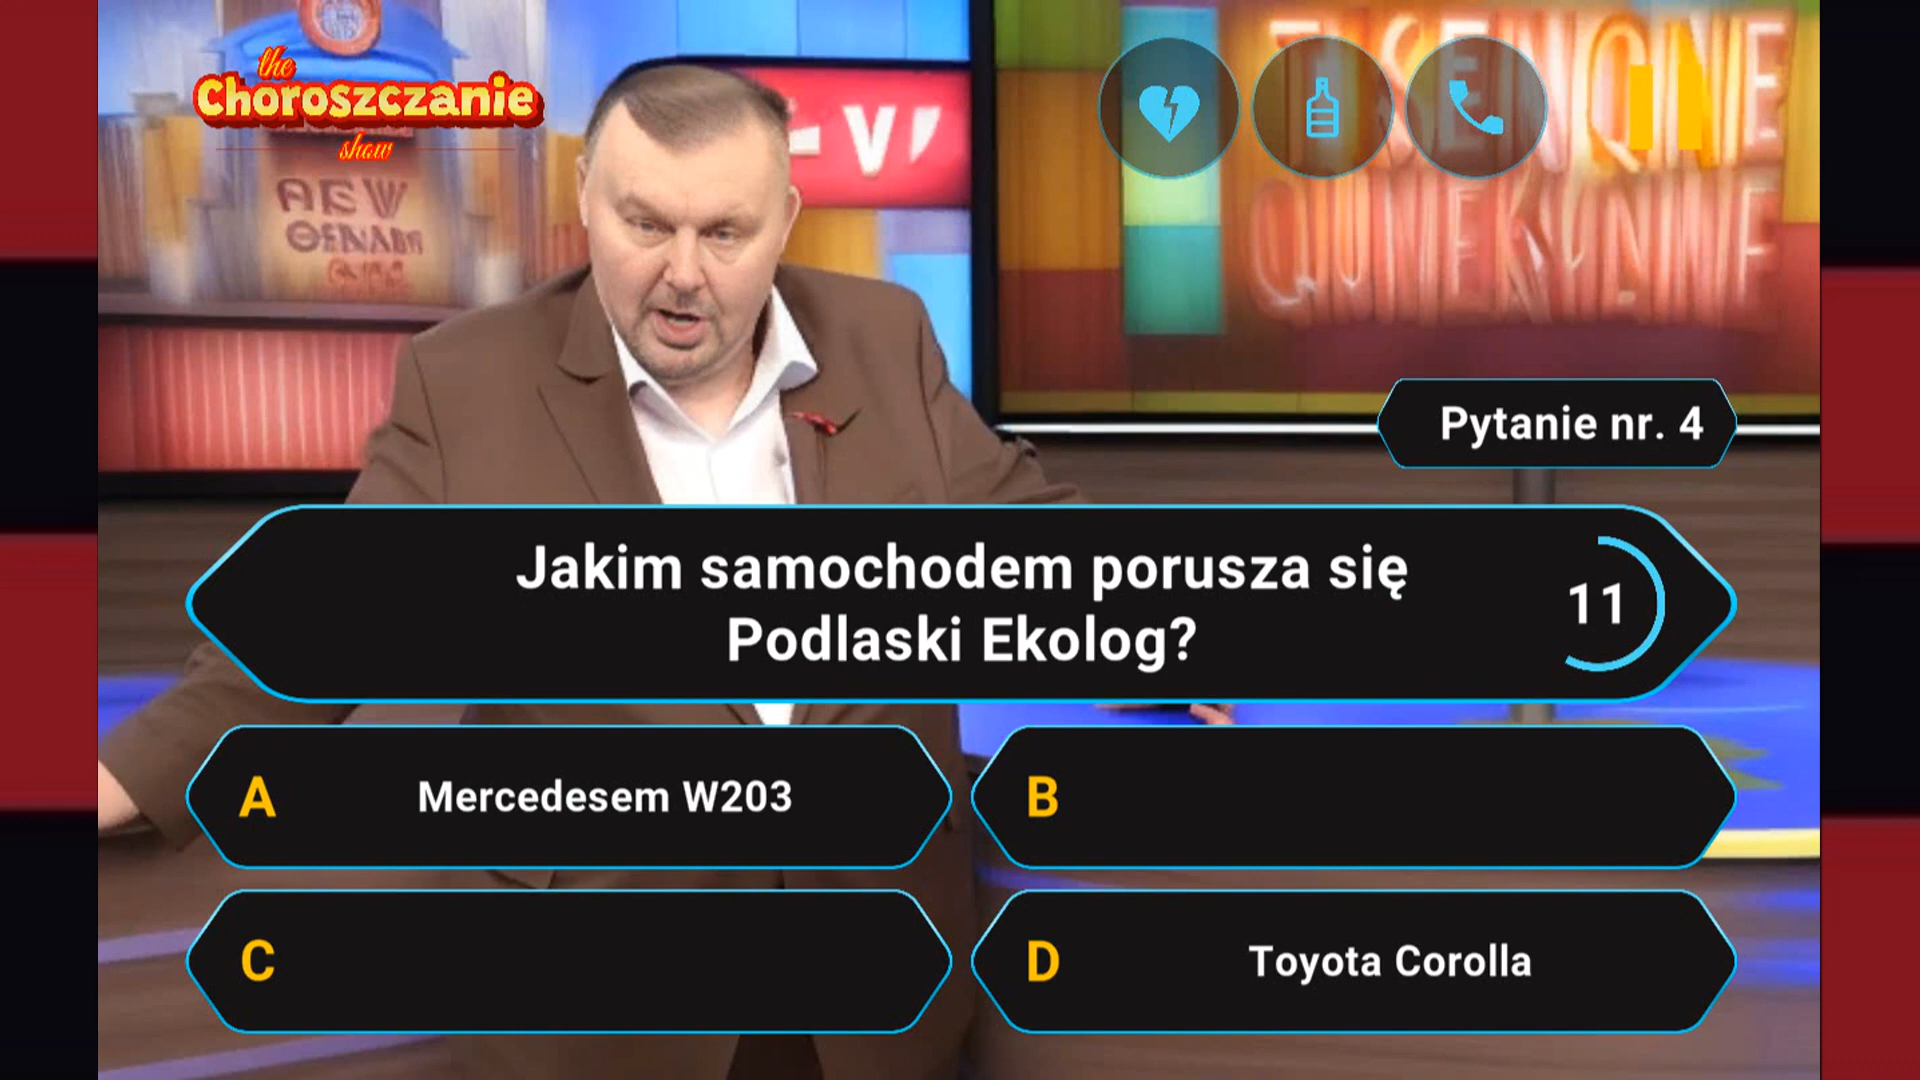 the
Choroszczanie
show
Pytanie nr. 4
Jakim samochodem porusza się
Podlaski Ekolog?
11
A Mercedesem W203
B
C
D Toyota Corolla